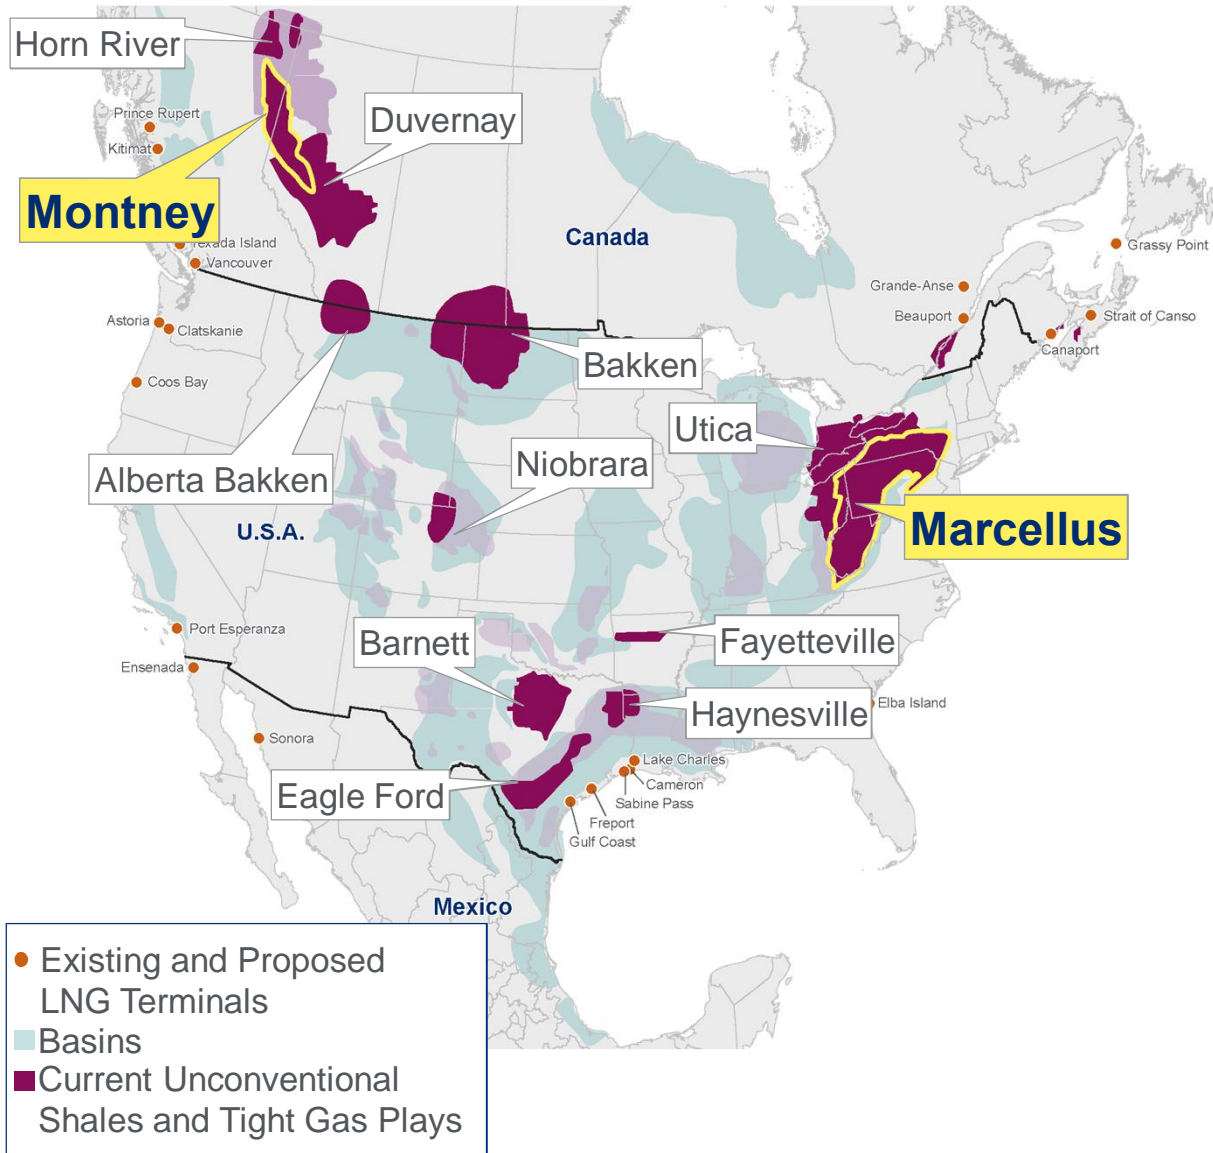 Horn River
Prince Rupert
Duvernay
Kitimat
Montney
Canada
Texada Island
Vancouver
Grassy Point
Grande-Anse
Beauport
Strait of Canso
Astoria
Clatskanie
Canaport
Bakken
Coos Bay
Utica
Alberta Bakken
Niobrara
U.S.A.
Marcellus
Port Esperanza
Barnett
Fayetteville
Ensenada
Elba Island
Haynesville
Sonora
Lake Charles
Cameron
Eagle Ford
Sabine Pass
Freport
Gulf Coast
Mexico
Existing and Proposed
LNG Terminals
Basins
Current Unconventional
Shales and Tight Gas Plays